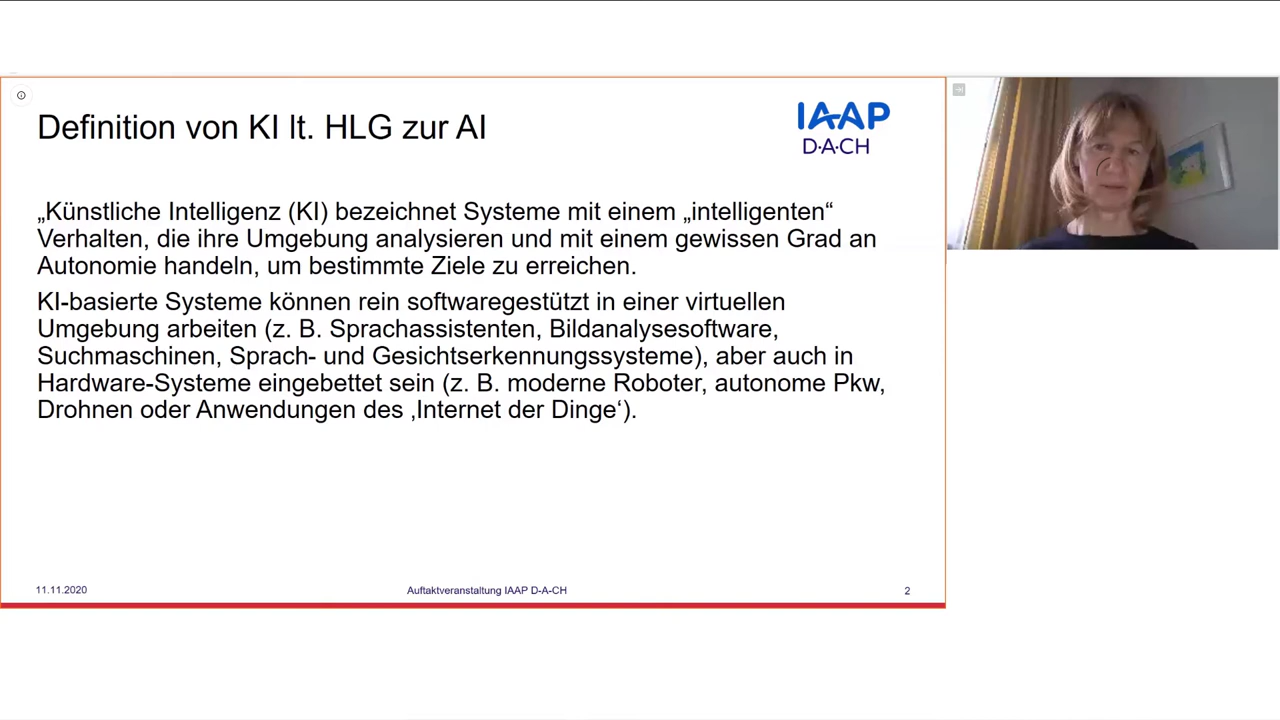 Definition von KI lt. HLG zur AI
IAAP
D·A·CH
„Künstliche Intelligenz (KI) bezeichnet Systeme mit einem „intelligenten“
Verhalten, die ihre Umgebung analysieren und mit einem gewissen Grad an
Autonomie handeln, um bestimmte Ziele zu erreichen.
KI-basierte Systeme können rein softwaregestützt in einer virtuellen
Umgebung arbeiten (z. B. Sprachassistenten, Bildanalysesoftware,
Suchmaschinen, Sprach- und Gesichtserkennungssysteme), aber auch in
Hardware-Systeme eingebettet sein (z. B. moderne Roboter, autonome Pkw,
Drohnen oder Anwendungen des ‚Internet der Dinge‘).
11.11.2020
Auftaktveranstaltung IAAP D-A-CH
2